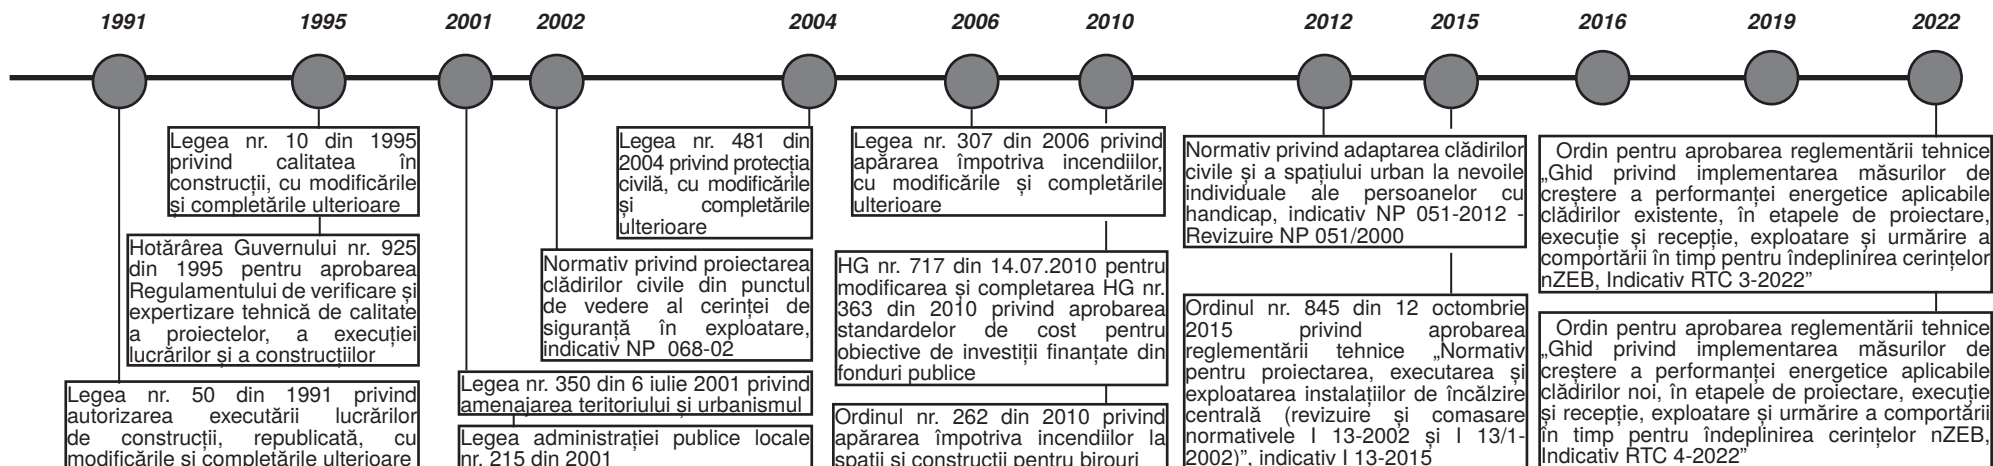 1991 1995 2001 2002 2004 2006 2010 2012 2015 2016 2019 2022
Legea nr. 10 din 1995
privind calitatea în
construcții, cu modificările
și completările ulterioare
Hotărârea Guvernului nr. 925
din 1995 pentru aprobarea
Regulamentului de verificare și
expertizare tehnică de calitate
a proiectelor, a execuției
lucrărilor și a construcțiilor
Legea nr. 50 din 1991 privind
autorizarea executării lucrărilor
de construcții, republicată, cu
modificările și completările ulterioare
Legea nr. 481 din
2004 privind protecția
civilă, cu modificările
și completările
ulterioare
Normativ privind proiectarea
clădirilor civile din punctul
de vedere al cerinței de
siguranță în exploatare,
indicativ NP 068-02
Legea nr. 350 din 6 iulie 2001 privind
amenajarea teritoriului și urbanismul
Legea administrației publice locale
nr. 215 din 2001
Legea nr. 307 din 2006 privind
apărarea împotriva incendiilor,
cu modificările și completările
ulterioare
HG nr. 717 din 14.07.2010 pentru
modificarea și completarea HG nr.
363 din 2010 privind aprobarea
standardelor de cost pentru
obiective de investiții finanțate din
fonduri publice
Ordinul nr. 262 din 2010 privind
apărarea împotriva incendiilor la
spații și construcții pentru birouri
Normativ privind adaptarea clădirilor
civile și a spațiului urban la nevoile
individuale ale persoanelor cu
handicap, indicativ NP 051-2012 -
Revizuire NP 051/2000
Ordinul nr. 845 din 12 octombrie
2015 privind aprobarea
reglementării tehnice „Normativ
pentru proiectarea, executarea și
exploatarea instalațiilor de încălzire
centrală (revizuire și comasare
normativele I 13-2002 și I 13/1-
2002)”, indicativ I 13-2015
Ordin pentru aprobarea reglementării tehnice
„Ghid privind implementarea măsurilor de
creștere a performanței energetice aplicabile
clădirilor existente, în etapele de proiectare,
execuție și recepție, exploatare și urmărire a
comportării în timp pentru îndeplinirea cerințelor
nZEB, Indicativ RTC 3-2022”
Ordin pentru aprobarea reglementării tehnice
„Ghid privind implementarea măsurilor de
creștere a performanței energetice aplicabile
clădirilor noi, în etapele de proiectare, execuție
și recepție, exploatare și urmărire a comportării
în timp pentru îndeplinirea cerințelor nZEB,
Indicativ RTC 4-2022”